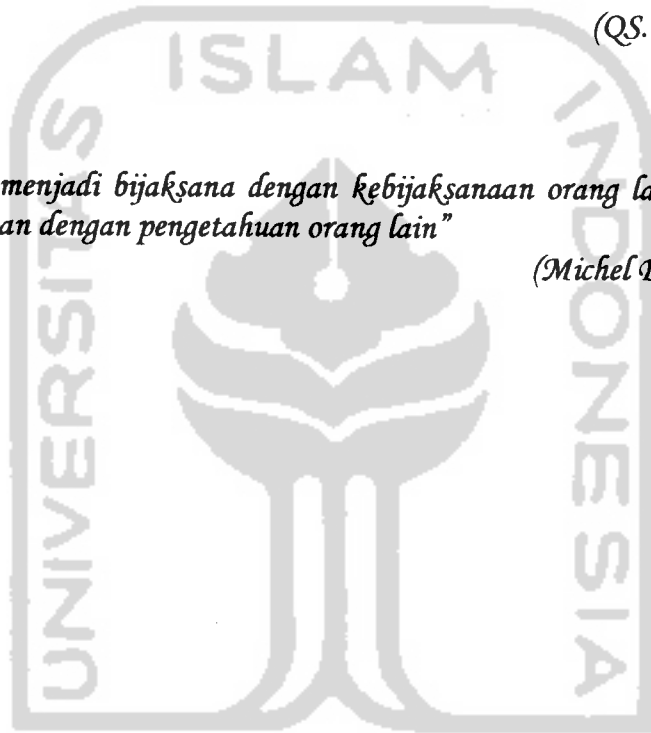 (QS.
ISLAM
menjadi bijaksana dengan kebijaksanaan orang la
an dengan pengetahuan orang lain"
(Michel
UNIVERSITAS
INDONESIA